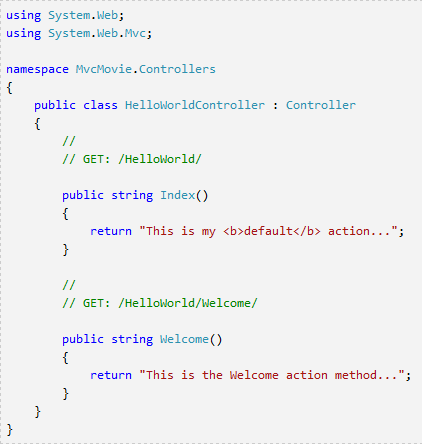 using System.Web;
using System.Web.Mvc;

namespace MvcMovie.Controllers
{
    public class HelloWorldController : Controller
    {
        //
        // GET: /HelloWorld/

        public string Index()
        {
            return "This is my <b>default</b> action...";
        }

        //
        // GET: /HelloWorld/Welcome/

        public string Welcome()
        {
            return "This is the Welcome action method...";
        }
    }
}